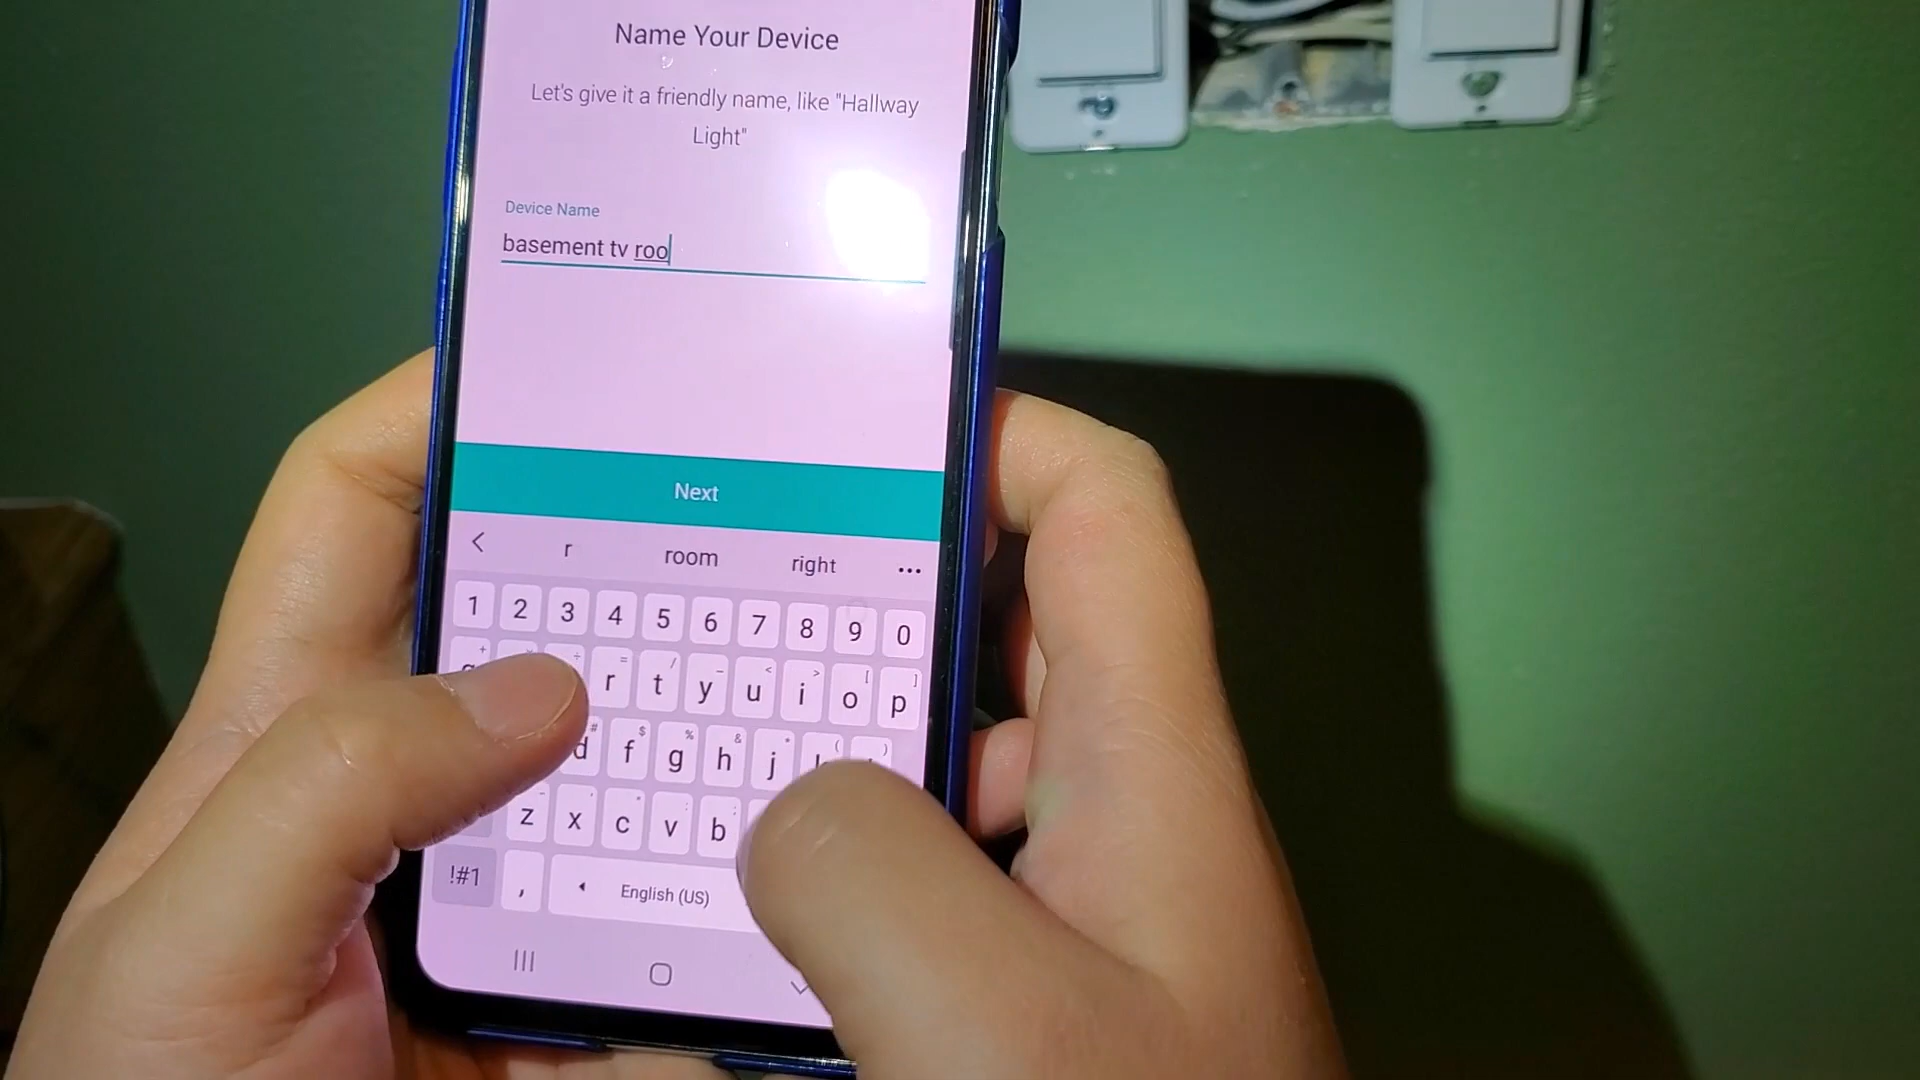 Name Your Device
Let's give it a friendly name, like "Hallway
Light"
Device Name
basement tv roo
Next
r room right
1 2 3 4 5 6 7 8 9 0
r t y u i o p
d f g h j
z x c v b
!#1 , English (US)